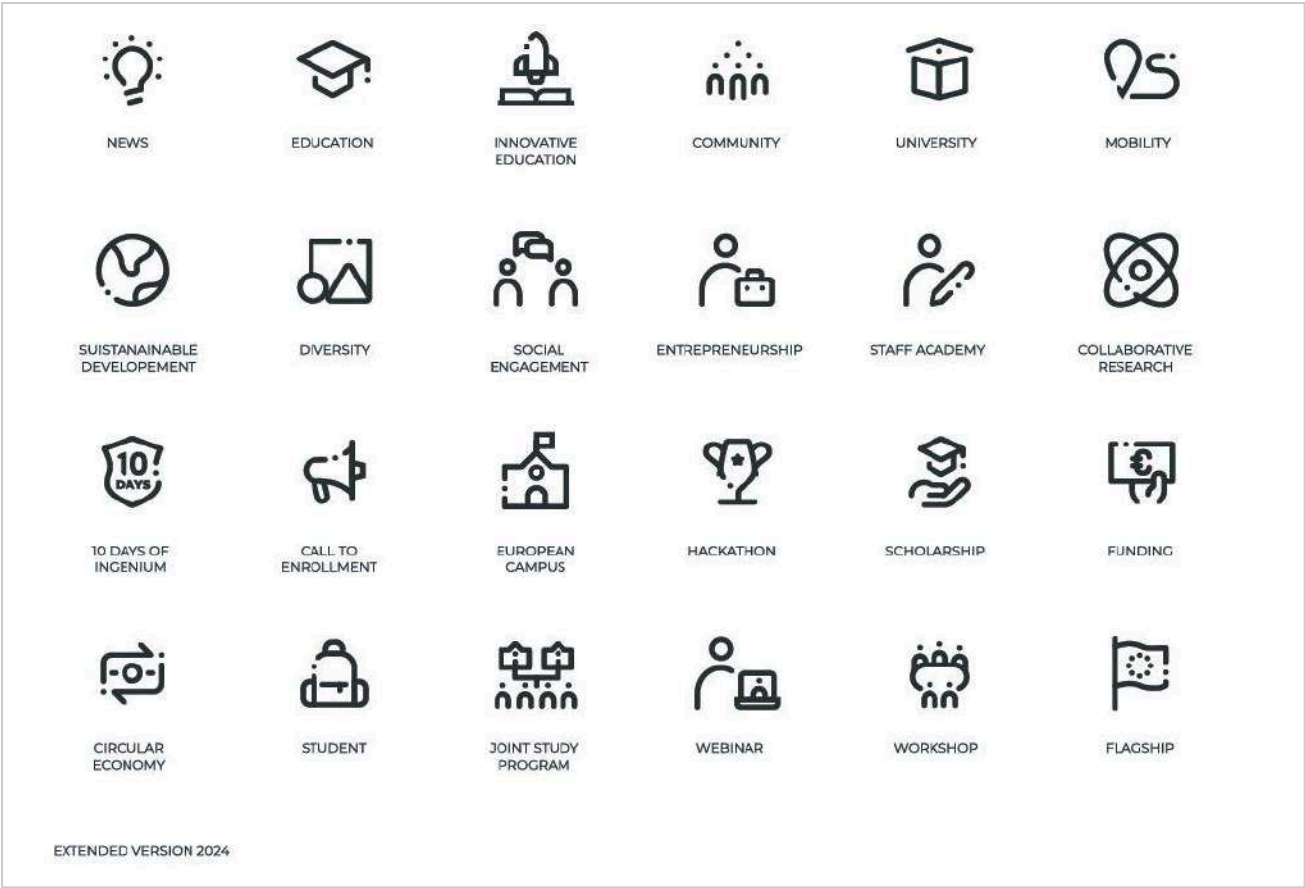 NEWS
EDUCATION
INNOVATIVE
EDUCATION
COMMUNITY
UNIVERSITY
MOBILITY
SUISTANAINABLE
DEVELOPEMENT
DIVERSITY
SOCIAL
ENGAGEMENT
ENTREPRENEURSHIP
STAFF ACADEMY
COLLABORATIVE
RESEARCH
10
DAYS
€
10 DAYS OF
INGENIUM
CALL TO
ENROLLMENT
EUROPEAN
CAMPUS
HACKATHON
SCHOLARSHIP
FUNDING
CIRCULAR
ECONOMY
STUDENT
JOINT STUDY
PROGRAM
WEBINAR
WORKSHOP
FLAGSHIP
EXTENDED VERSION 2024